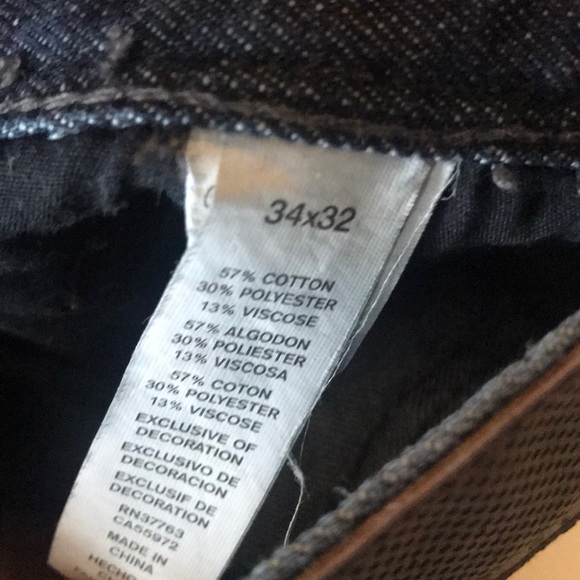 34x32
57% COTTON
30% POLYESTER
13% VISCOSE
57% ALGODON
30% POLIESTER
13% VISCOSA
57% COTON
30% POLYESTER
13% VISCOSE
EXCLUSIVE OF
DECORATION
EXCLUSIVO DE
DECORACION
EXCLUSIF DE
DECORATION
RN37763
CA55972
MADE IN
CHINA
HECHO